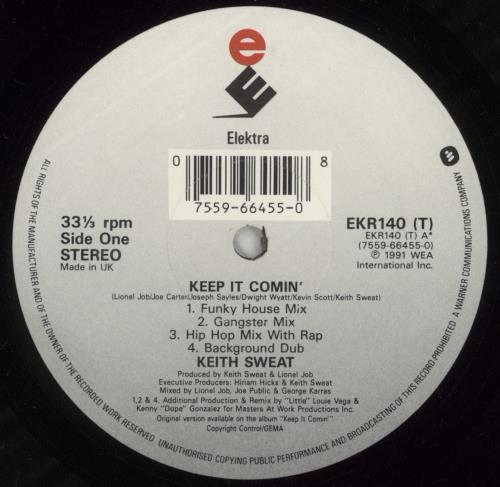 e
E
Elektra
0 8
7559-66455-0
33⅓ rpm
Side One
STEREO
Made in UK
EKR140 (T)
EKR140 (T) A*
(7559-66455-0)
℗ 1991 WEA
International Inc.
KEEP IT COMIN'
(Lionel Job/Joe Carter/Joseph Sayles/Dwight Wyatt/Kevin Scott/Keith Sweat)
1. Funky House Mix
2. Gangster Mix
3. Hip Hop Mix With Rap
4. Background Dub
KEITH SWEAT
Produced by Keith Sweat & Lionel Job
Executive Producers: Hiriam Hicks & Keith Sweat
Mixed by Lionel Job, Joe Public & George Karras
1,2 & 4. Additional Production & Remix by "Little" Louie Vega &
Kenny "Dope" Gonzalez for Masters At Work Productions Inc.
Original version available on the album "Keep It Comin'"
Copyright Control/GEMA
ALL RIGHTS OF THE MANUFACTURER AND OF THE OWNER OF THE RECORDED WORK RESERVED UNAUTHORISED COPYING PUBLIC PERFORMANCE AND BROADCASTING OF THIS RECORD PROHIBITED A WARNER COMMUNICATIONS COMPANY